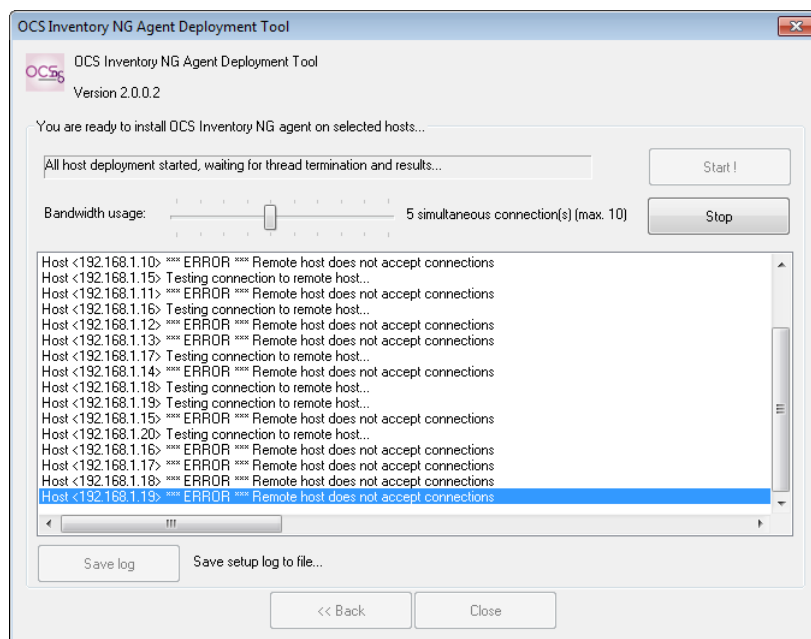 OCS Inventory NG Agent Deployment Tool
OCS Inventory NG Agent Deployment Tool
Version 2.0.0.2
You are ready to install OCS Inventory NG agent on selected hosts...
All host deployment started, waiting for thread termination and results...
Start !
Bandwidth usage:
5 simultaneous connection(s) (max. 10)
Stop
Host <192.168.1.10> *** ERROR *** Remote host does not accept connections
Host <192.168.1.15> Testing connection to remote host...
Host <192.168.1.11> *** ERROR *** Remote host does not accept connections
Host <192.168.1.16> Testing connection to remote host...
Host <192.168.1.12> *** ERROR *** Remote host does not accept connections
Host <192.168.1.13> *** ERROR *** Remote host does not accept connections
Host <192.168.1.17> Testing connection to remote host...
Host <192.168.1.14> *** ERROR *** Remote host does not accept connections
Host <192.168.1.18> Testing connection to remote host...
Host <192.168.1.19> Testing connection to remote host...
Host <192.168.1.15> *** ERROR *** Remote host does not accept connections
Host <192.168.1.20> Testing connection to remote host...
Host <192.168.1.16> *** ERROR *** Remote host does not accept connections
Host <192.168.1.17> *** ERROR *** Remote host does not accept connections
Host <192.168.1.18> *** ERROR *** Remote host does not accept connections
Host <192.168.1.19> *** ERROR *** Remote host does not accept connections
Save log
Save setup log to file...
<< Back
Close